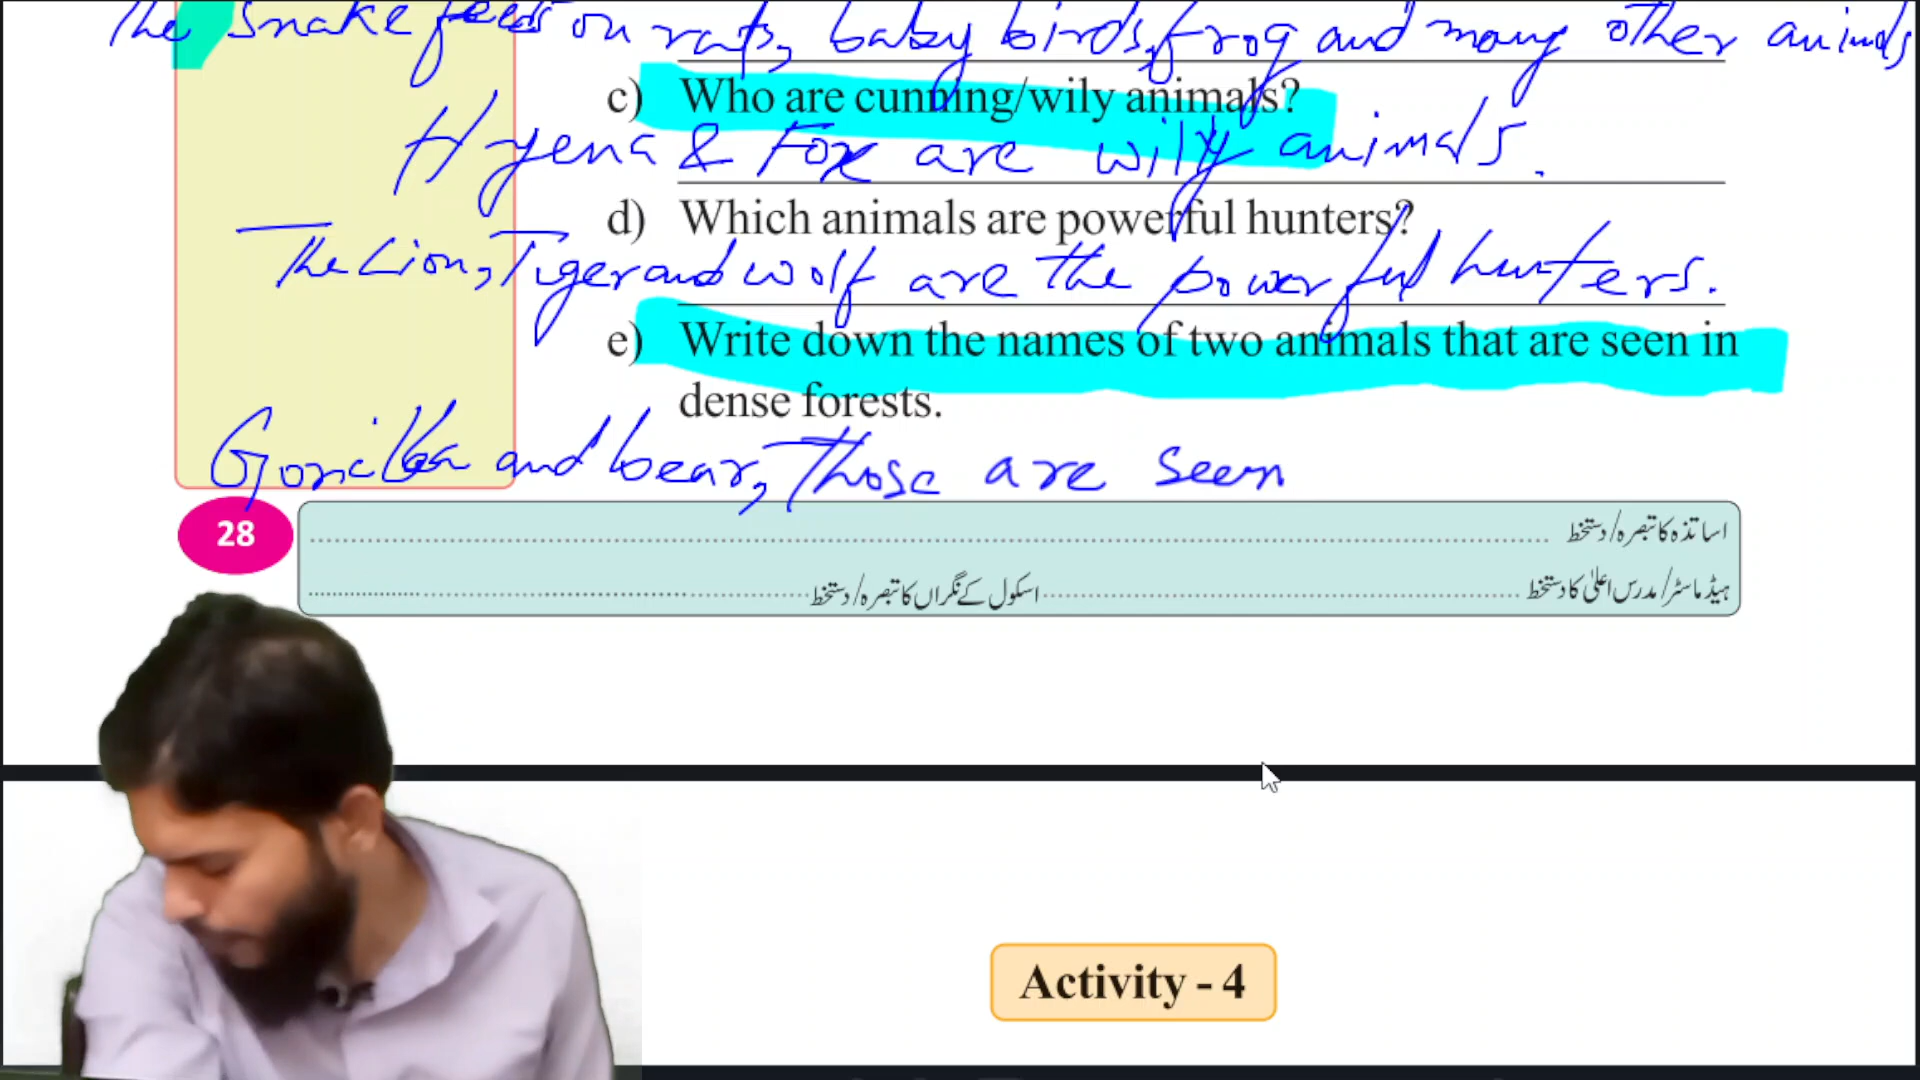 The snake feeds on rats, baby birds, frog and many other animals
c) Who are cunning/wily animals?
Hyena & Fox are wily animals.
d) Which animals are powerful hunters?
The Lion, Tiger and wolf are the powerful hunters.
e) Write down the names of two animals that are seen in
dense forests.
Gorilla and bear, Those are seen
28
اساتذہ کا تبصرہ/دستخط
ہیڈ ماسٹر/مدرس اعلیٰ کا دستخط اسکول کے نگراں کا تبصرہ/دستخط
Activity - 4